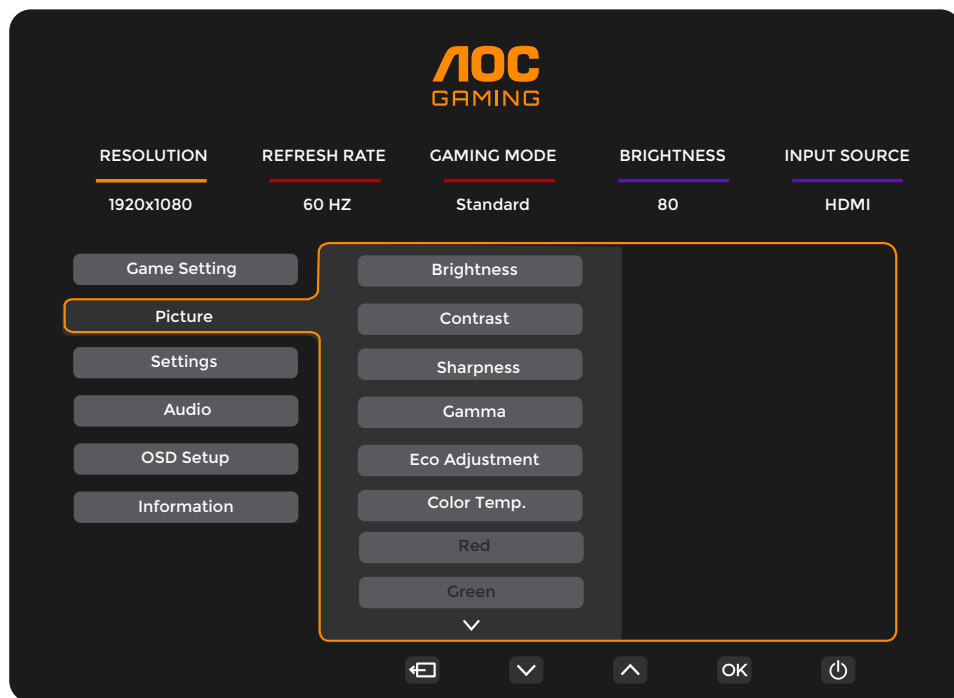 AOC
GAMING
RESOLUTION REFRESH RATE GAMING MODE BRIGHTNESS INPUT SOURCE
1920x1080 60 HZ Standard 80 HDMI
Game Setting
Picture
Settings
Audio
OSD Setup
Information
Brightness
Contrast
Sharpness
Gamma
Eco Adjustment
Color Temp.
Red
Green
OK